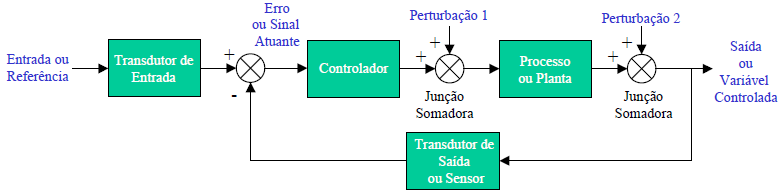 Entrada ou
Referência
Transdutor de
Entrada
+
-
Erro
ou Sinal
Atuante
Controlador
Perturbação 1
+
+
Junção
Somadora
Processo
ou Planta
Perturbação 2
+
+
Junção
Somadora
Saída
ou
Variável
Controlada
Transdutor de
Saída
ou Sensor